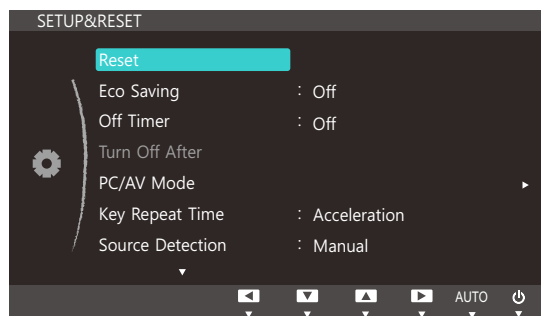 SETUP&RESET
Reset
Eco Saving : Off
Off Timer : Off
Turn Off After
PC/AV Mode
Key Repeat Time : Acceleration
Source Detection : Manual
AUTO